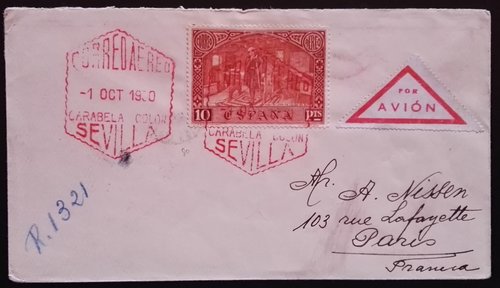 CORREO AEREO
-1 OCT 1930
CARABELA COLON
SEVILLA
10 ESPAÑA Pts
CARABELA COLON
SEVILLA
POR
AVIÓN
R. 1321
Mr. A. Nissen
103 rue Lafayette
Paris
Francia